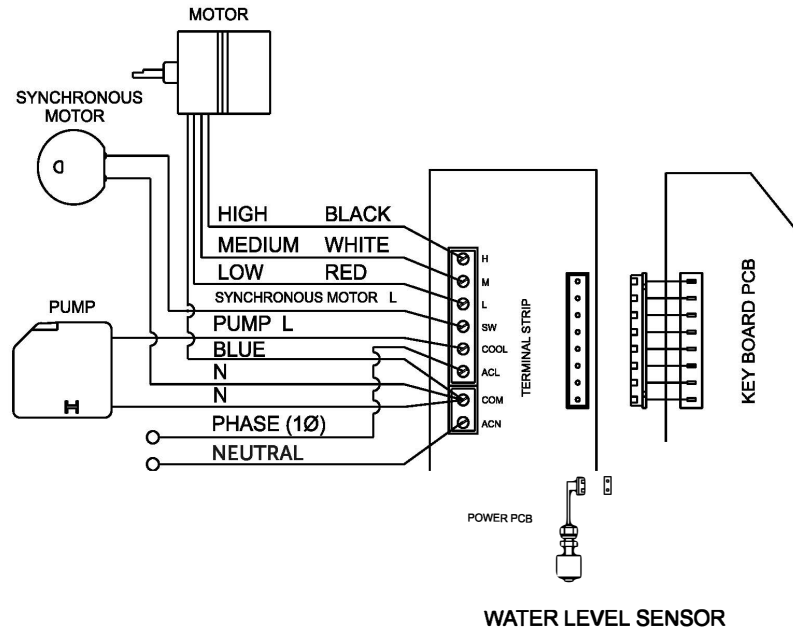 MOTOR
SYNCHRONOUS
MOTOR
HIGH BLACK
MEDIUM WHITE
LOW RED
SYNCHRONOUS MOTOR L
PUMP
PUMP L
BLUE
N
N
PHASE (1Ø)
NEUTRAL
H
M
L
SW
COOL
ACL
COM
ACN
TERMINAL STRIP
KEY BOARD PCB
POWER PCB
WATER LEVEL SENSOR